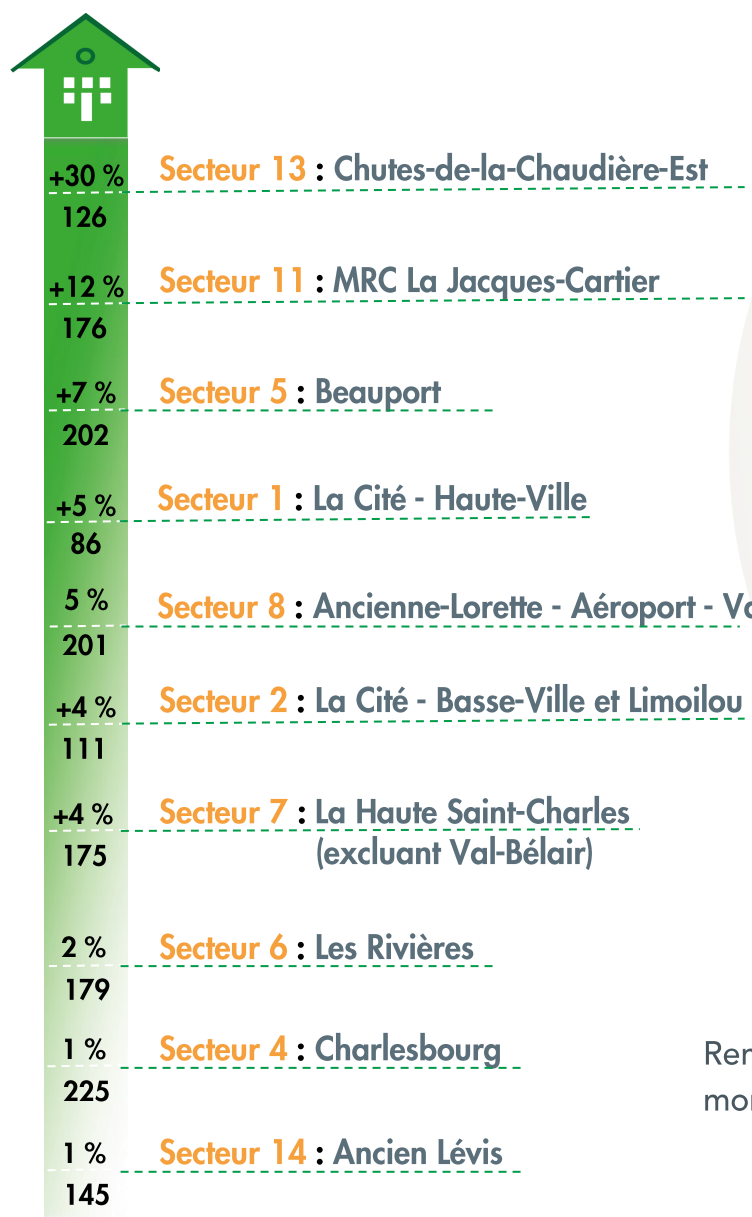 +30 % Secteur 13 : Chutes-de-la-Chaudière-Est
126
+12 % Secteur 11 : MRC La Jacques-Cartier
176
+7 % Secteur 5 : Beauport
202
+5 % Secteur 1 : La Cité - Haute-Ville
86
5 % Secteur 8 : Ancienne-Lorette - Aéroport -
201
+4 % Secteur 2 : La Cité - Basse-Ville et Limoilou
111
+4 % Secteur 7 : La Haute Saint-Charles
175 (excluant Val-Bélair)
2 % Secteur 6 : Les Rivières
179
1 % Secteur 4 : Charlesbourg
225
1 % Secteur 14 : Ancien Lévis
145